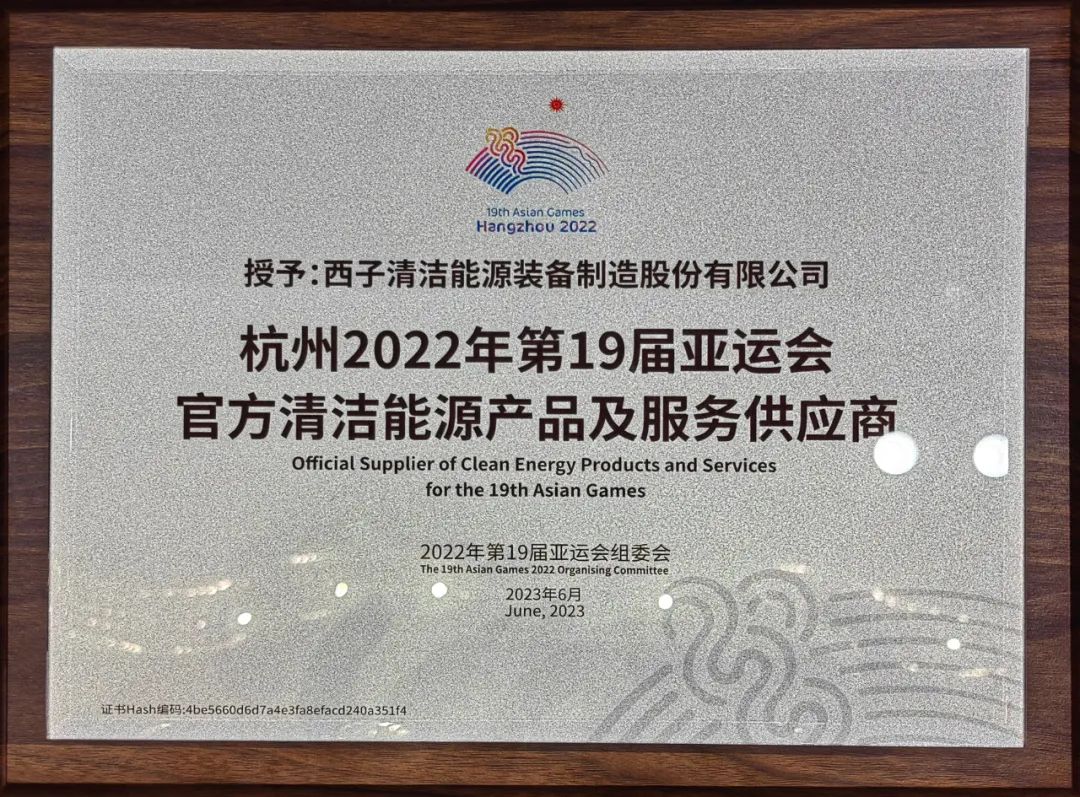 19th Asian Games
Hangzhou 2022
授予:西子清洁能源装备制造股份有限公司
杭州2022年第19届亚运会
官方清洁能源产品及服务供应商
Official Supplier of Clean Energy Products and Services
for the 19th Asian Games
2022年第19届亚运会组委会
The 19th Asian Games 2022 Organising Committee
2023年6月
June, 2023
证书Hash编码:4be5660d6d7a4e3fa8efacd240a351f4